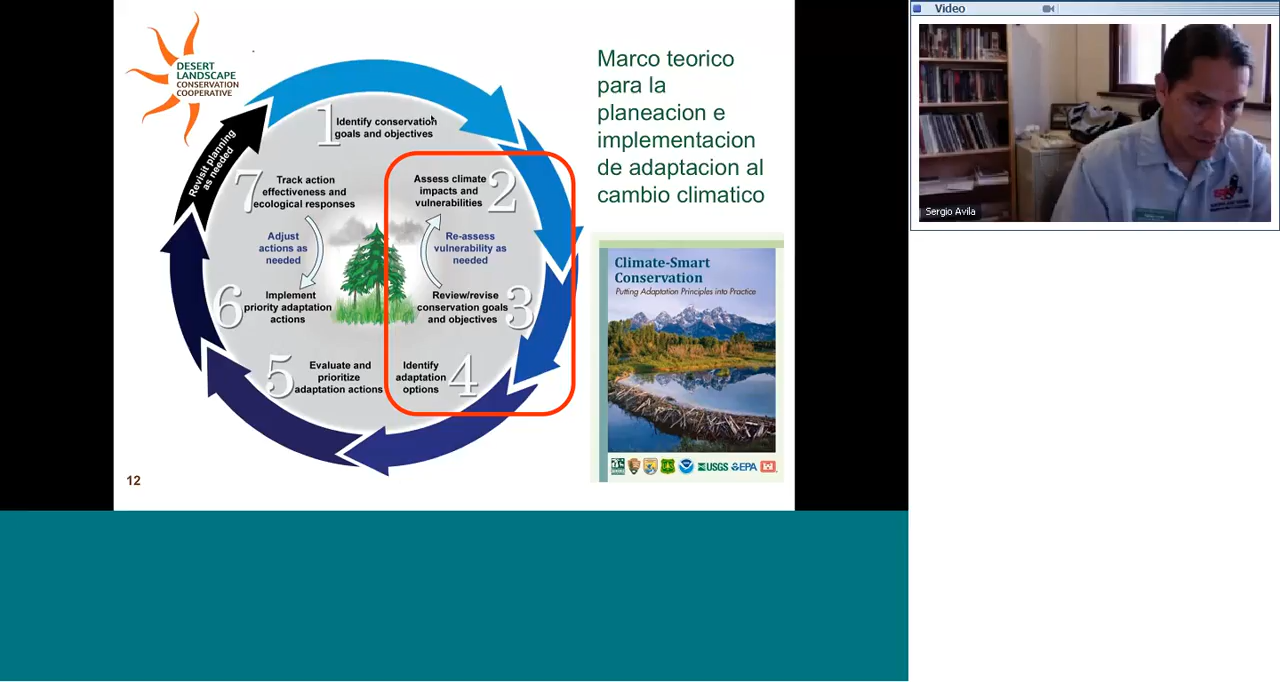 DESERT
LANDSCAPE
CONSERVATION
COOPERATIVE
Revisit planning
as needed
1
Identify conservation
goals and objectives
2
Assess climate
impacts and
vulnerabilities
Re-assess
vulnerability as
needed
3
Review/revise
conservation goals
and objectives
4
Identify
adaptation
options
5
Evaluate and
prioritize
adaptation actions
6
Implement
priority adaptation
actions
Adjust
actions as
needed
7
Track action
effectiveness and
ecological responses
12
Marco teorico
para la
planeacion e
implementacion
de adaptacion al
cambio climatico
Climate-Smart
Conservation
Putting Adaptation Principles into Practice
USGS
EPA
Video
Sergio Avila